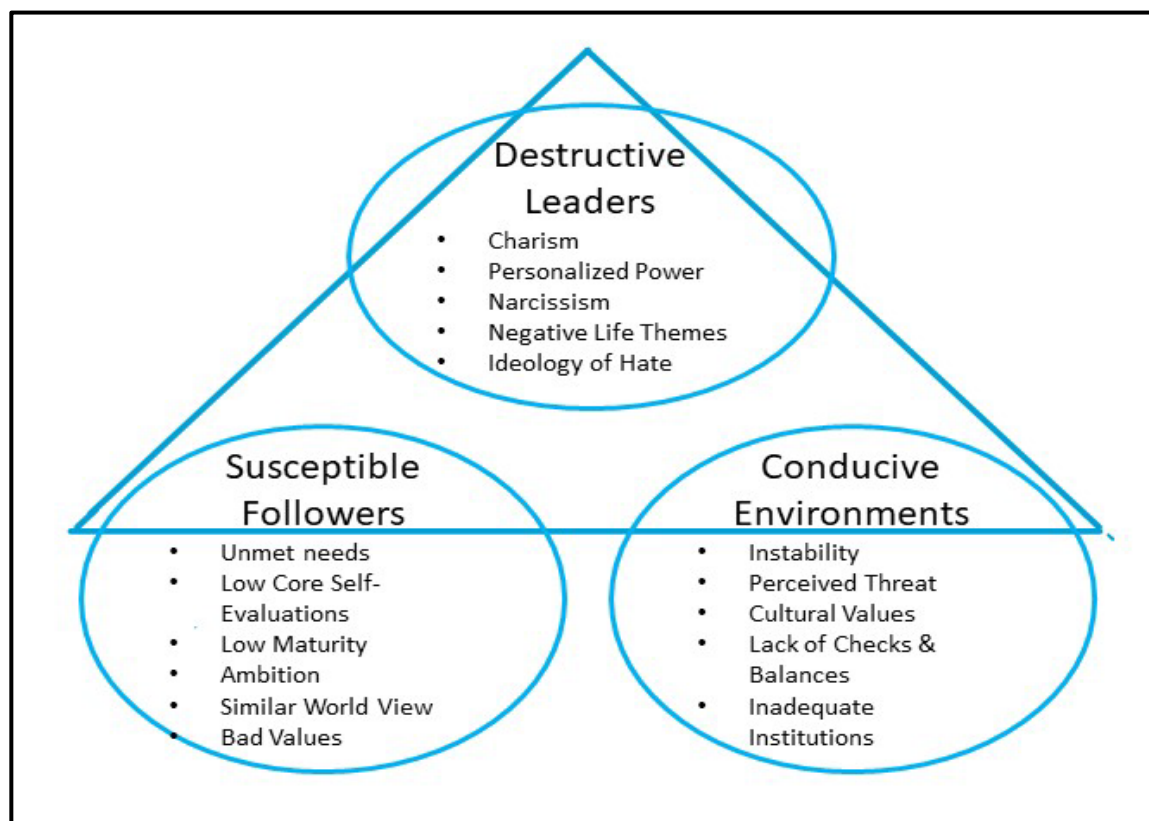 Destructive
Leaders
• Charism
• Personalized Power
• Narcissism
• Negative Life Themes
• Ideology of Hate
Susceptible
Followers
• Unmet needs
• Low Core Self-
Evaluations
• Low Maturity
• Ambition
• Similar World View
• Bad Values
Conducive
Environments
• Instability
• Perceived Threat
• Cultural Values
• Lack of Checks &
Balances
• Inadequate
Institutions